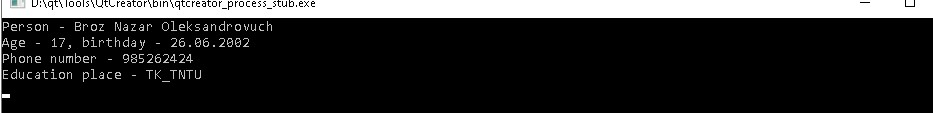 D:\qt\Tools\QtCreator\bin\qtcreator_process_stub.exe
Person - Broz Nazar Oleksandrovuch
Age - 17, birthday - 26.06.2002
Phone number - 985262424
Education place - TK_TNTU